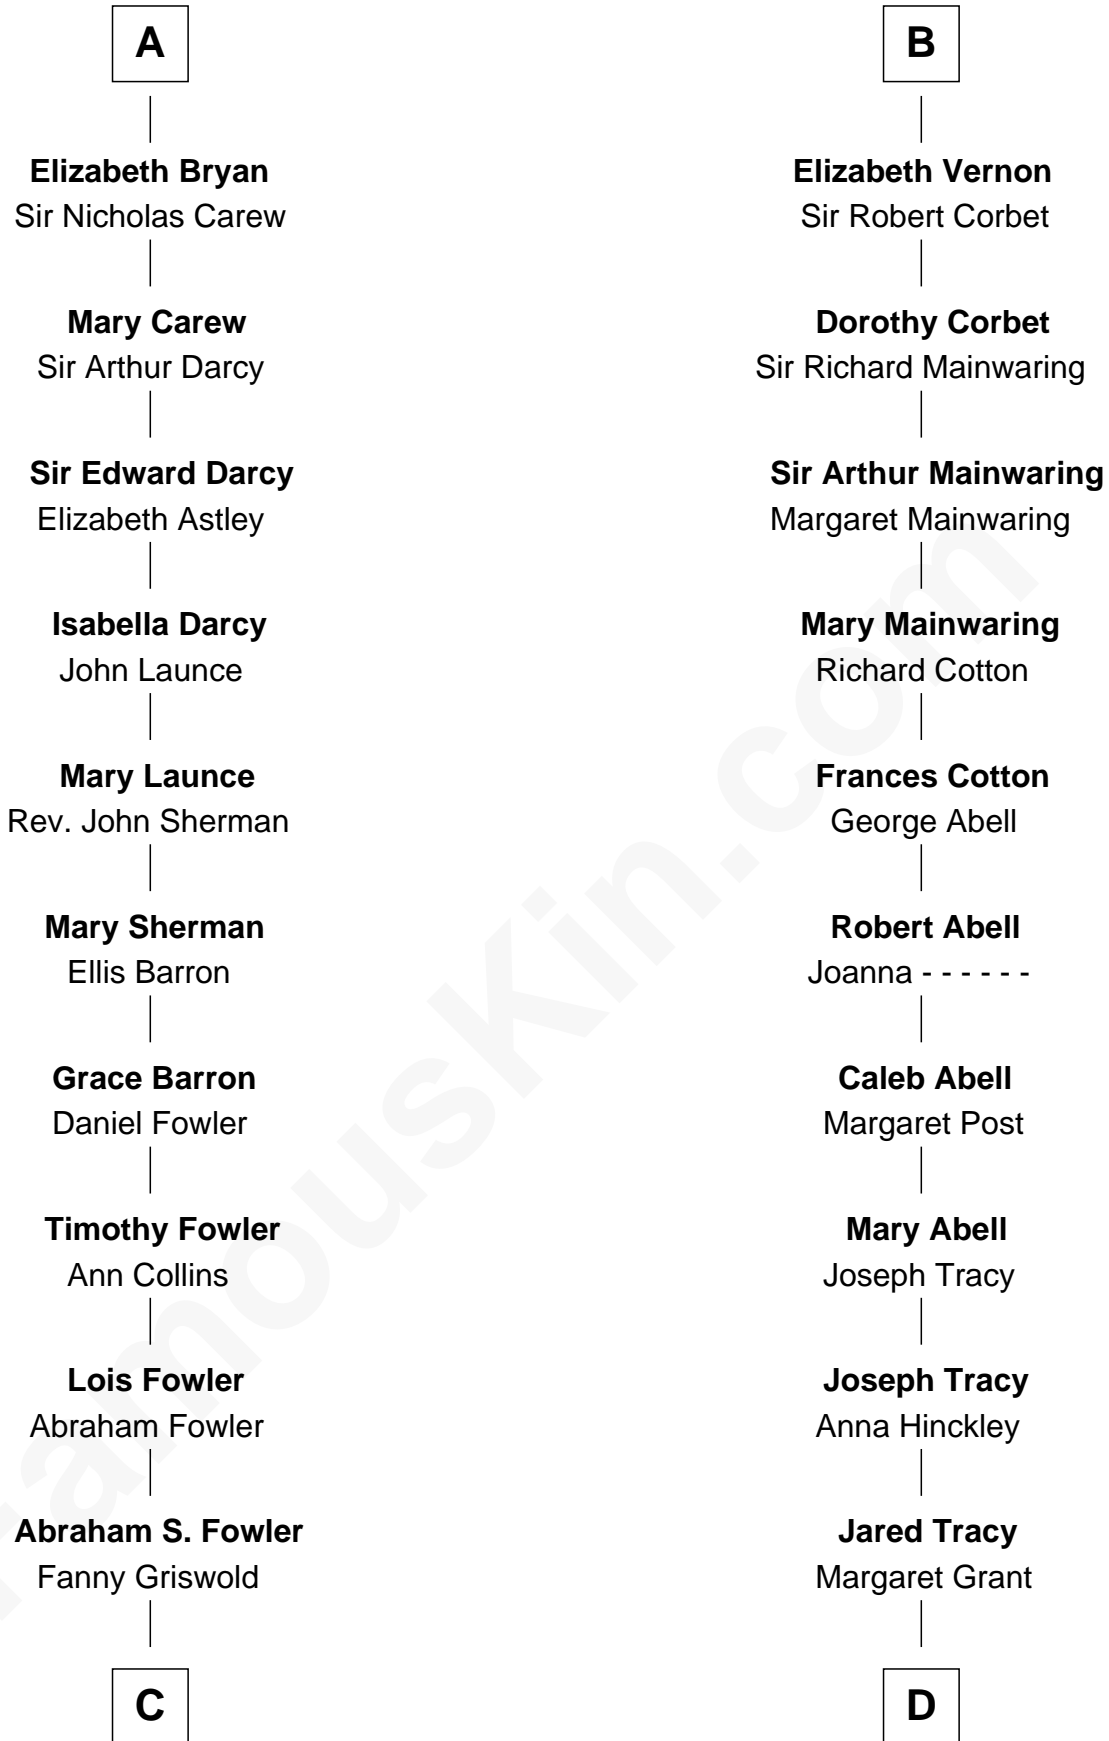 A
Elizabeth Bryan
Sir Nicholas Carew
Mary Carew
Sir Arthur Darcy
Sir Edward Darcy
Elizabeth Astley
Isabella Darcy
John Launce
Mary Launce
Rev. John Sherman
Mary Sherman
Ellis Barron
Grace Barron
Daniel Fowler
Timothy Fowler
Ann Collins
Lois Fowler
Abraham Fowler
Abraham S. Fowler
Fanny Griswold
C
B
Elizabeth Vernon
Sir Robert Corbet
Dorothy Corbet
Sir Richard Mainwaring
Sir Arthur Mainwaring
Margaret Mainwaring
Mary Mainwaring
Richard Cotton
Frances Cotton
George Abell
Robert Abell
Joanna - - - - - -
Caleb Abell
Margaret Post
Mary Abell
Joseph Tracy
Joseph Tracy
Anna Hinckley
Jared Tracy
Margaret Grant
D
FamousKin.com